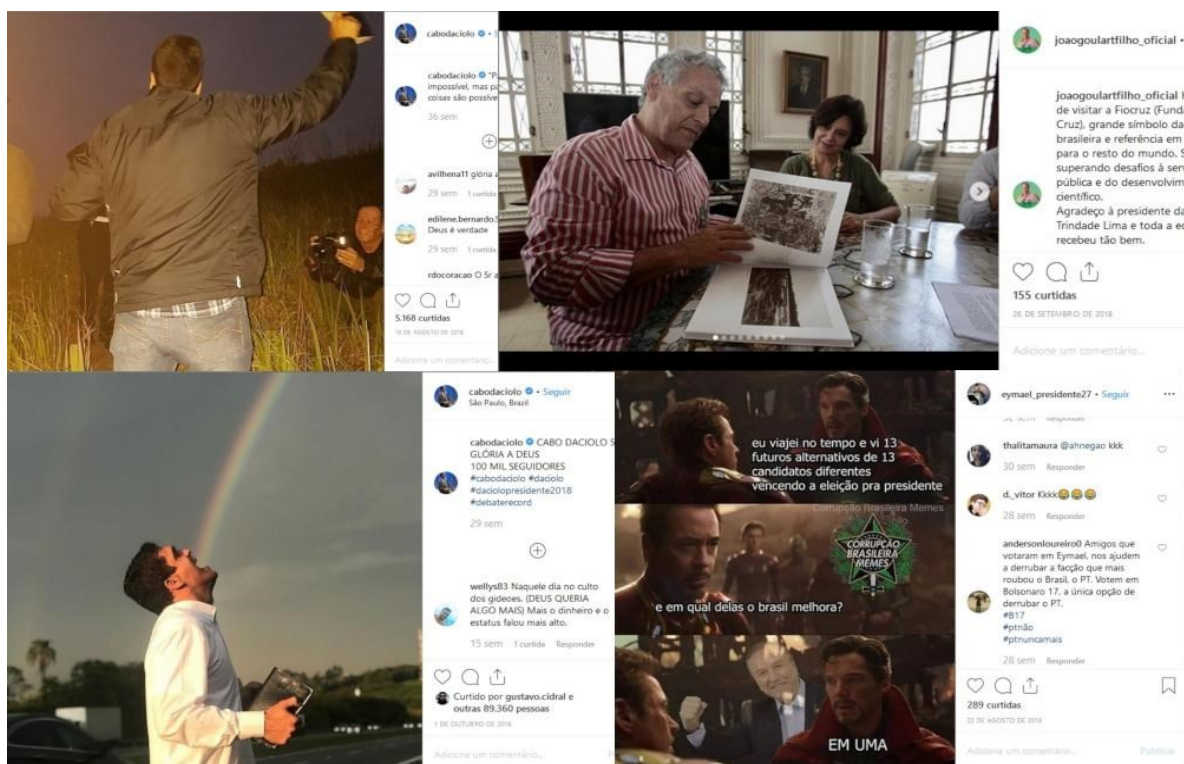 cabodaciolo •
cabodaciolo "P
impossível, mas pa
coisas são possíve
36 sem
avilhena11 glória a
29 sem 1 curtida
edilene.bernardo.
Deus é verdade
29 sem 1 curtida
rdocoracao O Sr a
5.168 curtidas
DE AGOSTO DE 2018
Adicione um comentário...
joaogoulartfilho_oficial •
joaogoulartfilho_oficial
de visitar a Fiocruz (Funda
Cruz), grande símbolo da
brasileira e referência em
para o resto do mundo. S
superando desafios à serv
pública e do desenvolvim
científico.
Agradeço à presidente da
Trindade Lima e toda a eq
recebeu tão bem.
155 curtidas
26 DE SETEMBRO DE 2018
Adicione um comentário...
cabodaciolo • Seguir
São Paulo, Brazil
cabodaciolo CABO DACIOLO 5
GLÓRIA A DEUS
100 MIL SEGUIDORES
#cabodaciolo #daciolo
#daciolopresidente2018
#debaterecord
29 sem
wellys83 Naquele dia no culto
dos gideoes. (DEUS QUERIA
ALGO MAIS) Mais o dinheiro e o
estatus falou mais alto.
15 sem 1 curtida Responder
Curtido por gustavo.cidral e
outras 89.360 pessoas
1 DE OUTUBRO DE 2018
Adicione um comentário...
eu viajei no tempo e vi 13
futuros alternativos de 13
candidatos diferentes
vencendo a eleição pra presidente
Corrupção Brasileira Memes
CORRUPÇÃO
BRASILEIRA
MEMES
e em qual delas o brasil melhora?
EM UMA
eymael_presidente27 • Seguir
Responder
thalitamaura @ahnegao kkk
30 sem Responder
d._vitor Kkkk😂😂😂
28 sem Responder
andersonloureiro0 Amigos que
votaram em Eymael, nos ajudem
a derrubar a facção que mais
roubou o Brasil, o PT. Votem em
Bolsonaro 17, a única opção de
derrubar o PT.
#B17
#ptnão
#ptnuncamais
28 sem Responder
289 curtidas
22 DE AGOSTO DE 2018
Adicione um comentário... Publicar